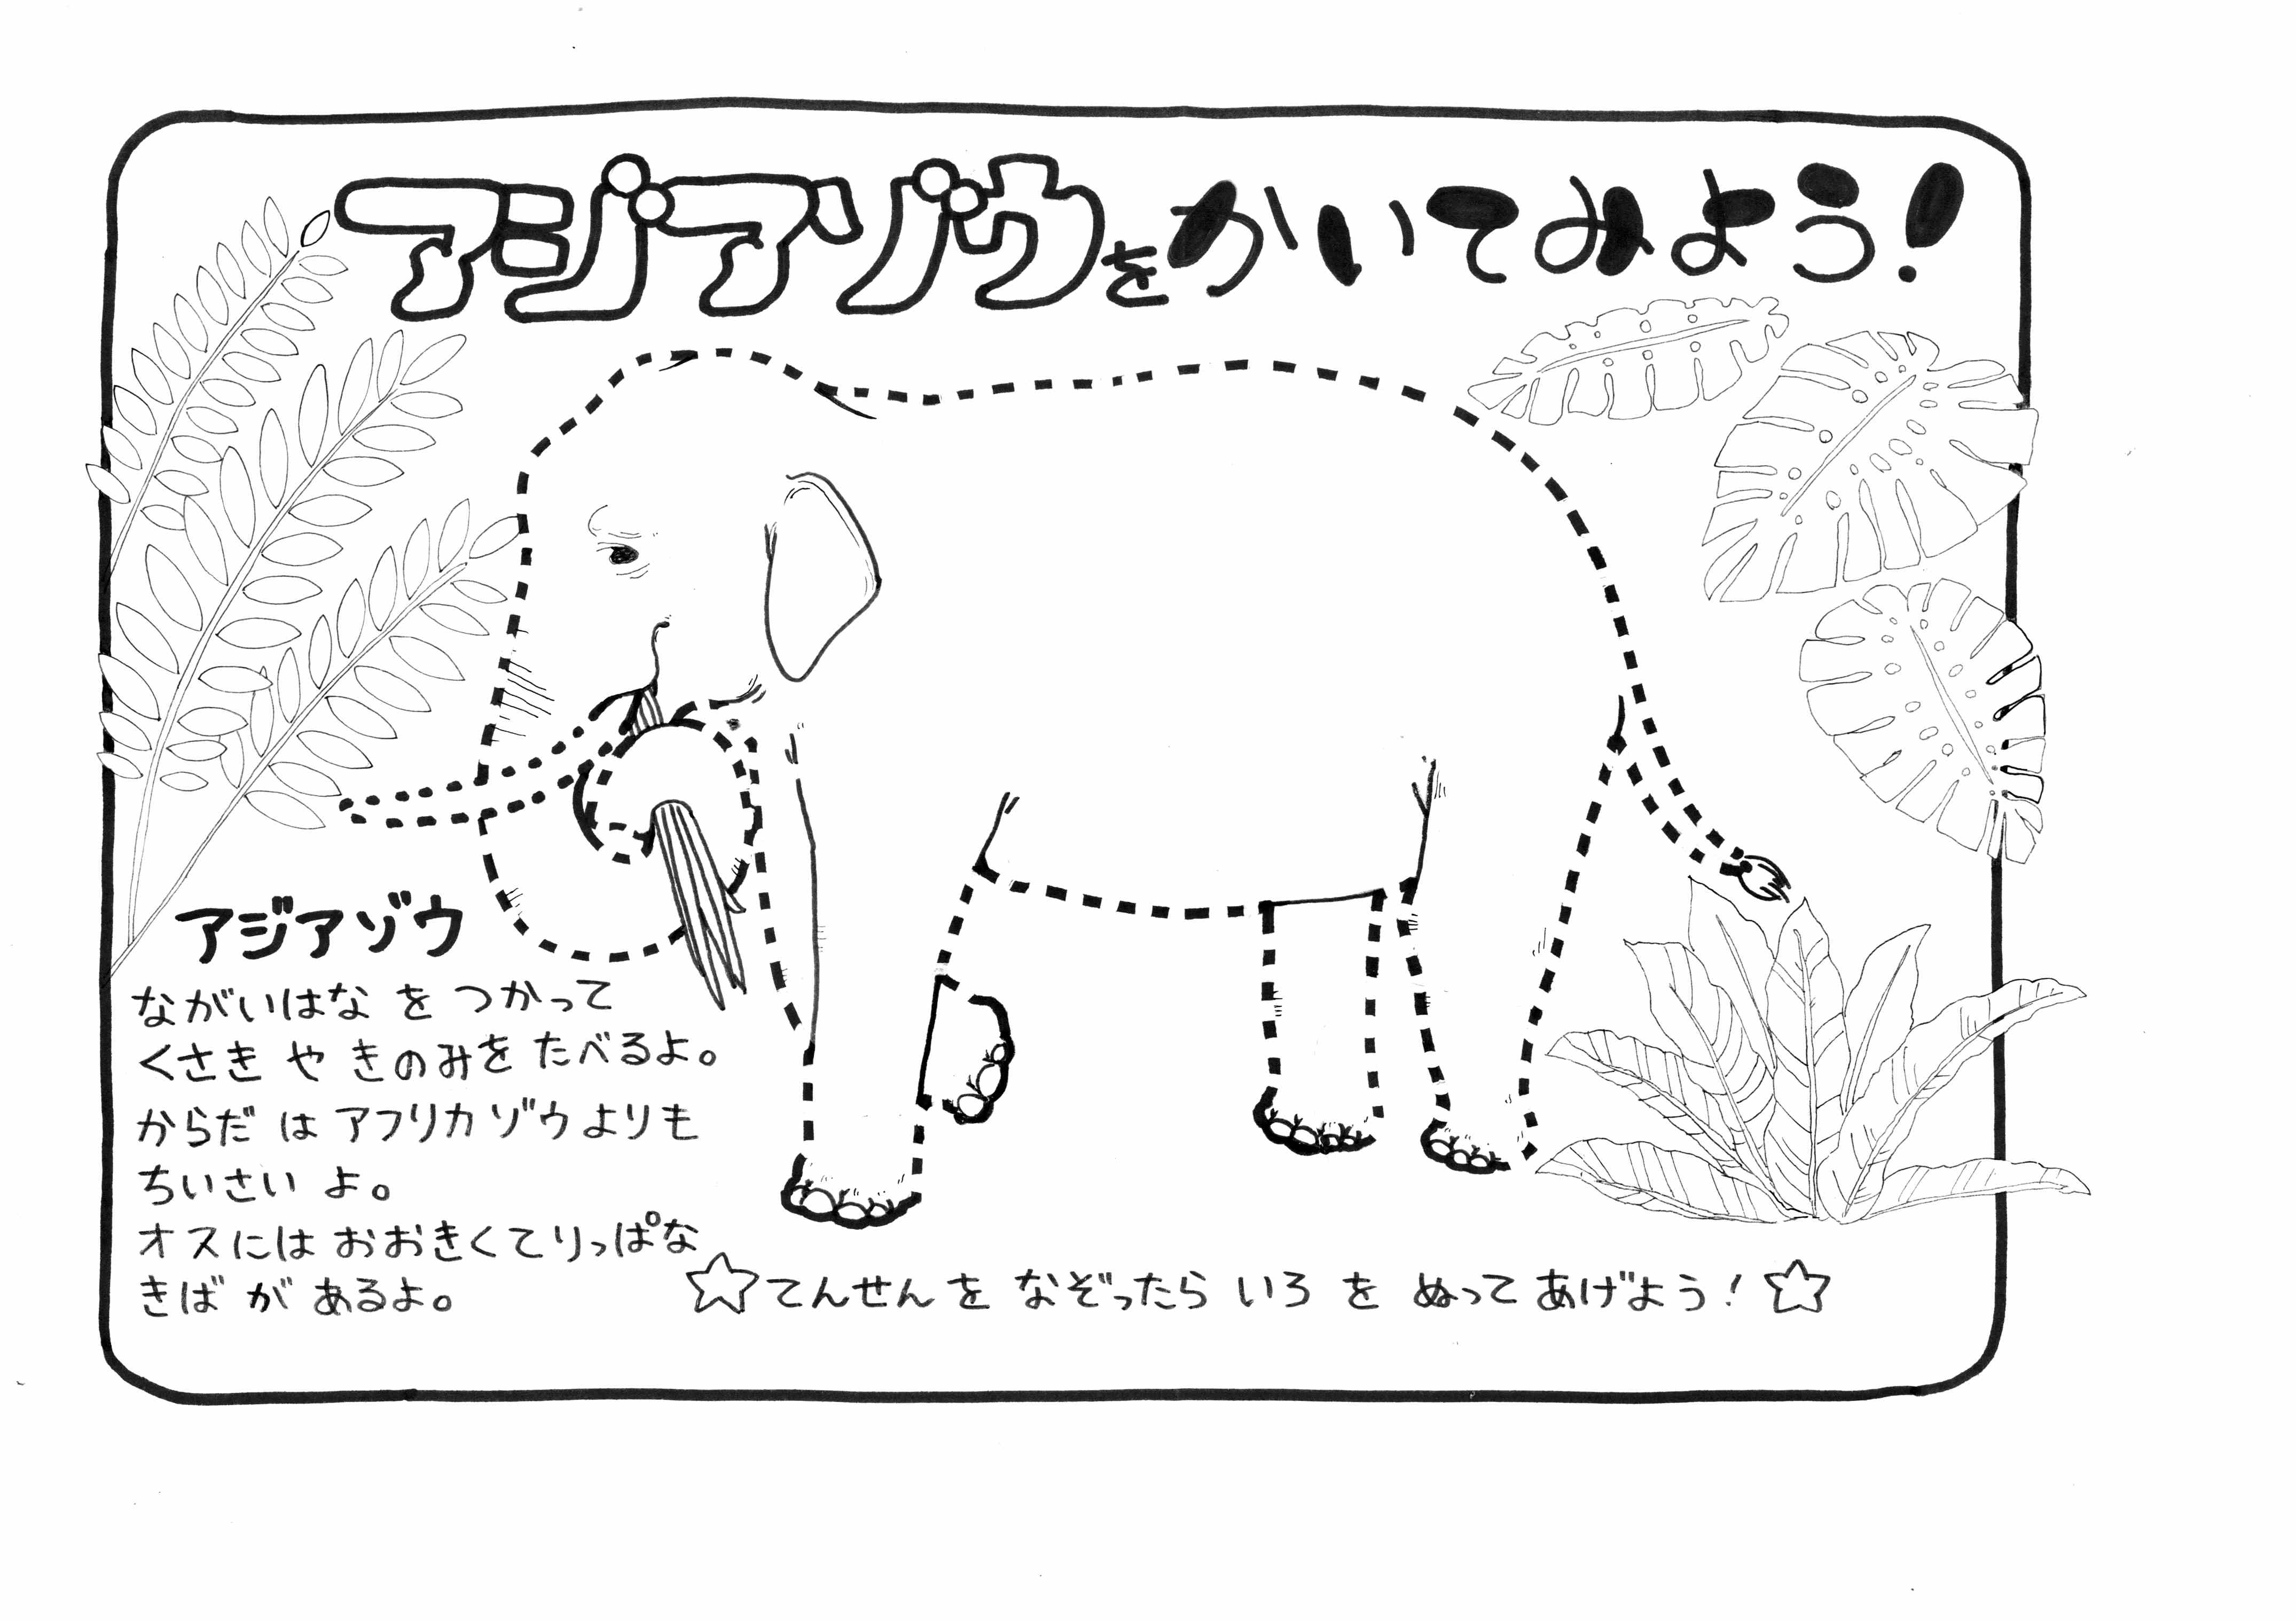 アジアゾウをかいてみよう!
アジアゾウ
ながいはな を つかって
くさき や きのみを たべるよ。
からだ は アフリカゾウよりも
ちいさい よ。
オスには おおきくてりっぱな
きば が あるよ。
☆てんせん を なぞったら いろ を ぬって あげよう!☆